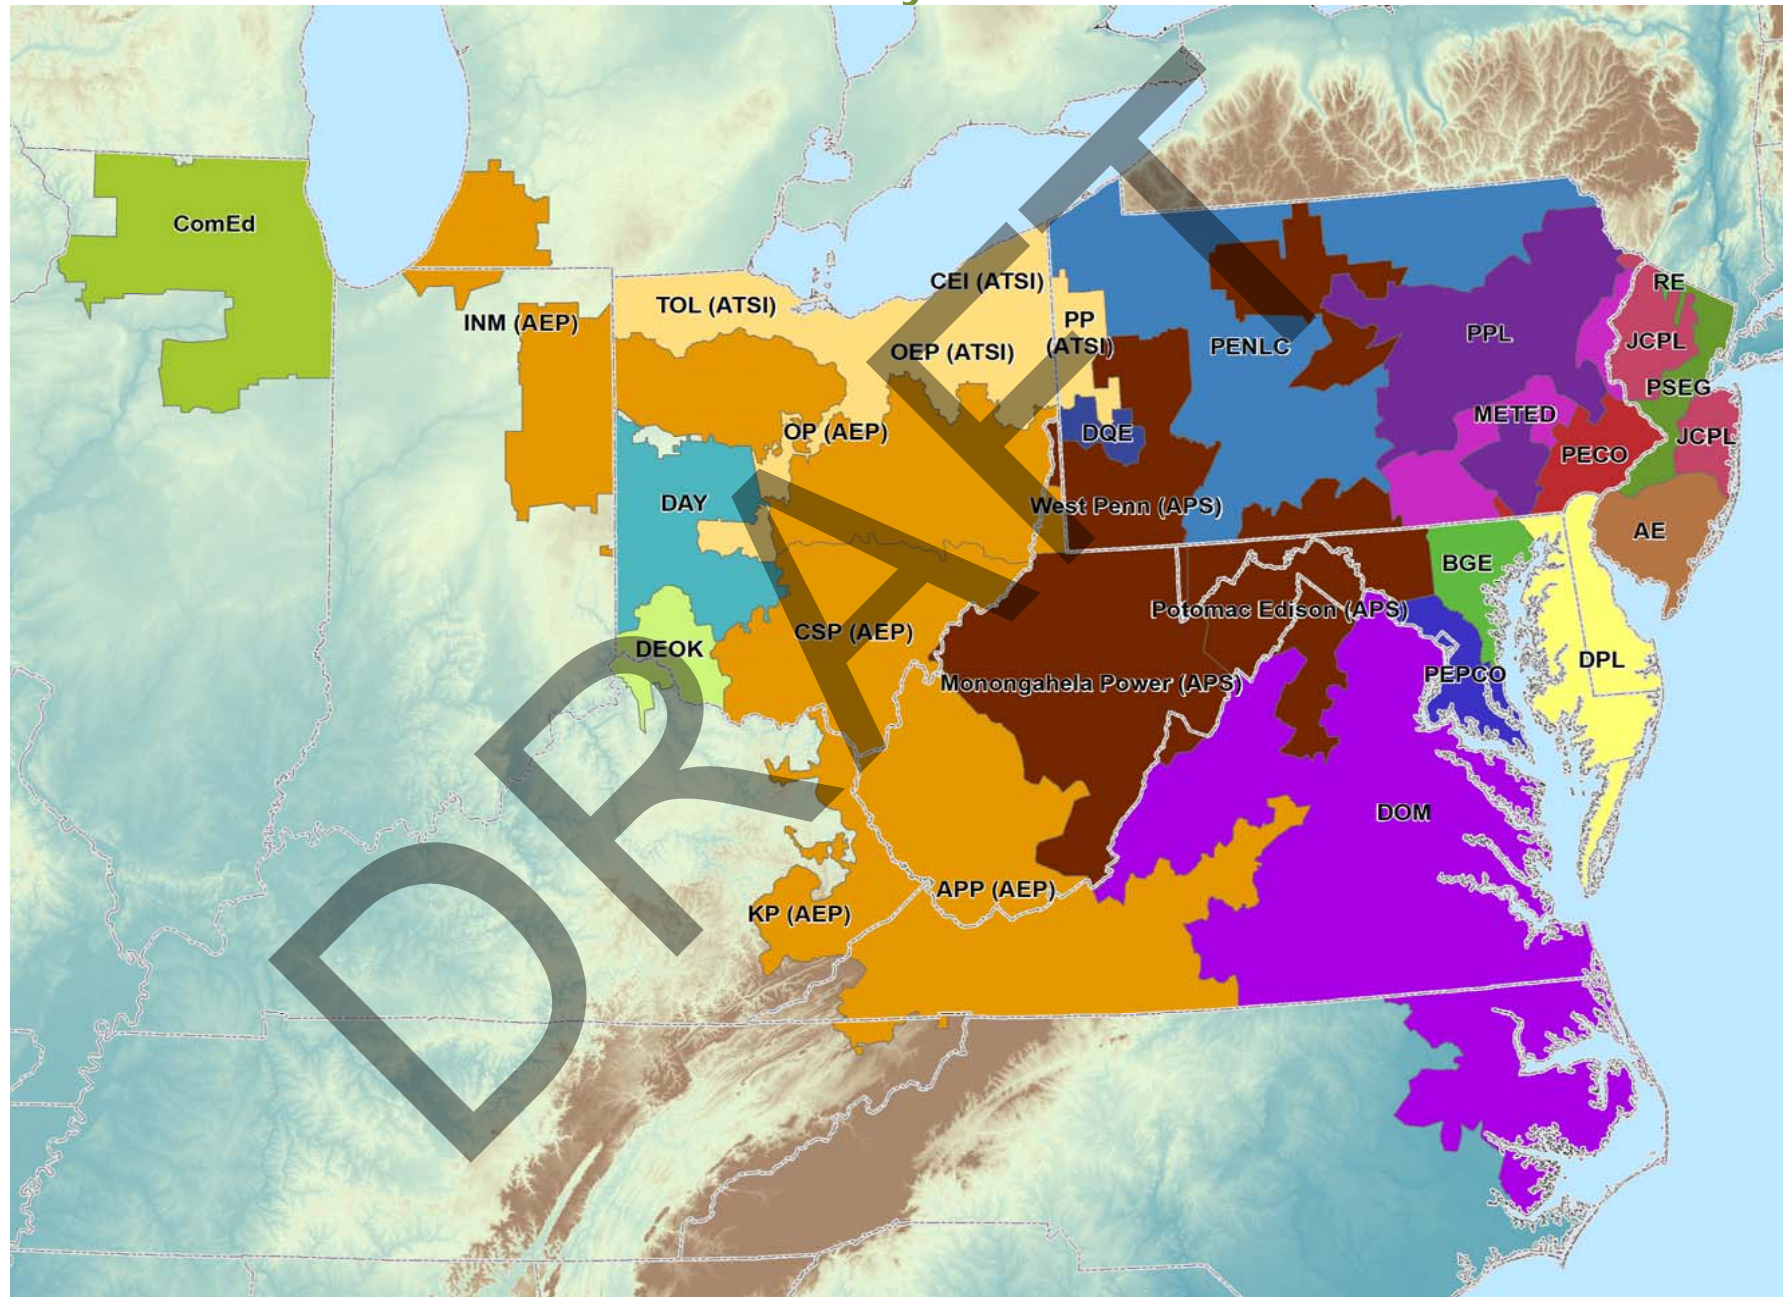 ComEd
INM (AEP)
TOL (ATSI)
CEI (ATSI)
OEP (ATSI)
PP
(ATSI)
OP (AEP)
DQE
DAY
West Penn (APS)
PENLC
PPL
METED
PECO
RE
JCPL
PSEG
JCPL
AE
BGE
Potomac Edison (APS)
CSP (AEP)
DEOK
Monongahela Power (APS)
PEPCO
DPL
DOM
APP (AEP)
KP (AEP)
DRAFT